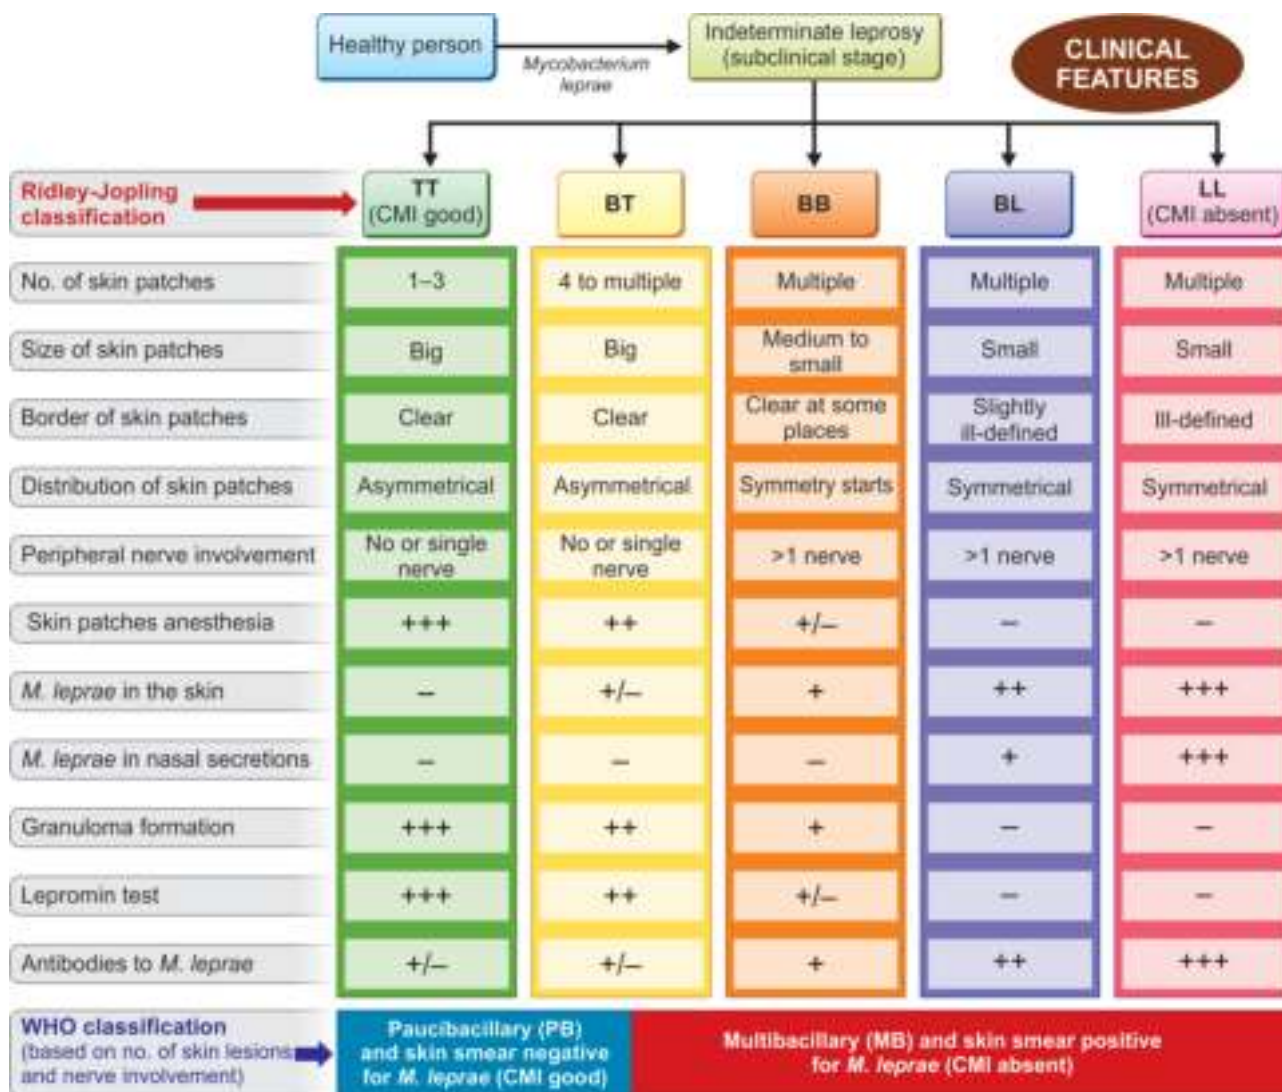 Healthy person
Mycobacterium
leprae
Indeterminate leprosy
(subclinical stage)
CLINICAL
FEATURES
Ridley-Jopling
classification
TT
(CMI good)
BT
BB
BL
LL
(CMI absent)
No. of skin patches
1–3
4 to multiple
Multiple
Multiple
Multiple
Size of skin patches
Big
Big
Medium to
small
Small
Small
Border of skin patches
Clear
Clear
Clear at some
places
Slightly
ill-defined
Ill-defined
Distribution of skin patches
Asymmetrical
Asymmetrical
Symmetry starts
Symmetrical
Symmetrical
Peripheral nerve involvement
No or single
nerve
No or single
nerve
>1 nerve
>1 nerve
>1 nerve
Skin patches anesthesia
+++
++
+/–
–
–
M. leprae in the skin
–
+/–
+
++
+++
M. leprae in nasal secretions
–
–
–
+
+++
Granuloma formation
+++
++
+
–
–
Lepromin test
+++
++
+/–
–
–
Antibodies to M. leprae
+/–
+/–
+
++
+++
WHO classification
(based on no. of skin lesions
and nerve involvement)
Paucibacillary (PB)
and skin smear negative
for M. leprae (CMI good)
Multibacillary (MB) and skin smear positive
for M. leprae (CMI absent)